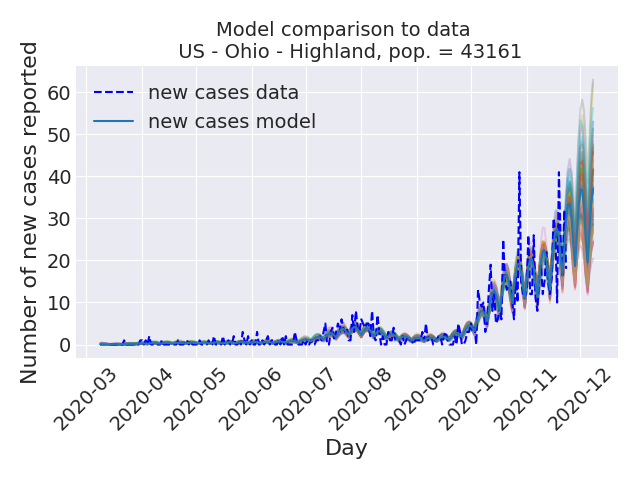 Model comparison to data
US - Ohio - Highland, pop. = 43161
Number of new cases reported
60
50
40
30
20
10
0
new cases data
new cases model
2020-03
2020-04
2020-05
2020-06
2020-07
2020-08
2020-09
2020-10
2020-11
2020-12
Day